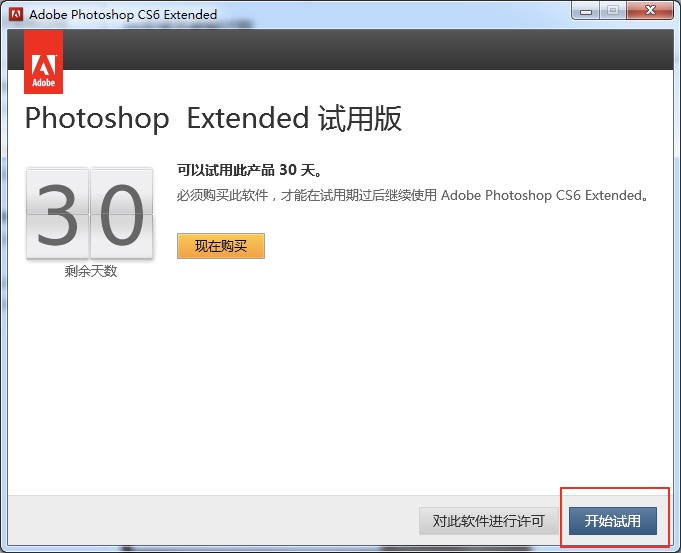 Adobe Photoshop CS6 Extended
Adobe
Photoshop Extended 试用版
可以试用此产品 30 天。
必须购买此软件，才能在试用期过后继续使用 Adobe Photoshop CS6 Extended。
30
现在购买
剩余天数
对此软件进行许可
开始试用